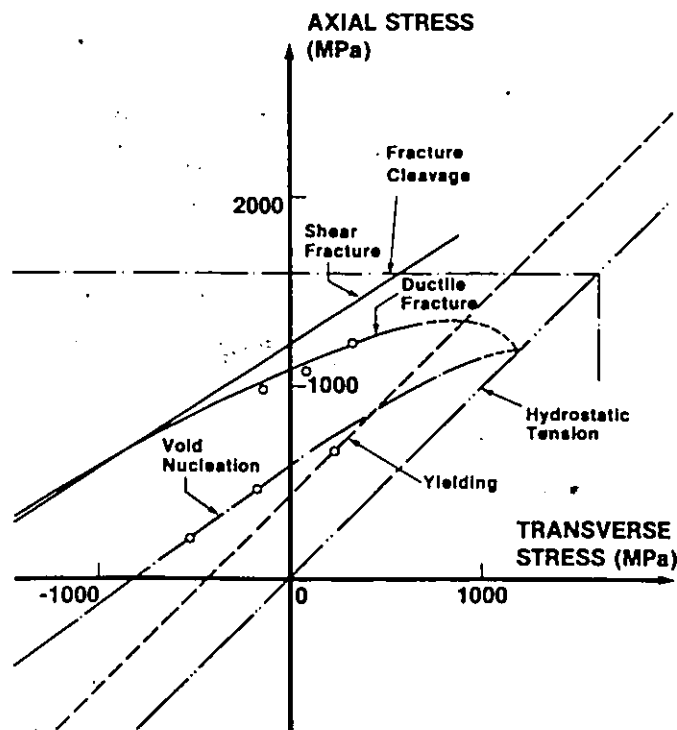 AXIAL STRESS
(MPa)
Fracture
Cleavage
2000
Shear
Fracture
Ductile
Fracture
1000
Hydrostatic
Tension
Void
Nucleation
Yielding
TRANSVERSE
STRESS (MPa)
-1000
0
1000